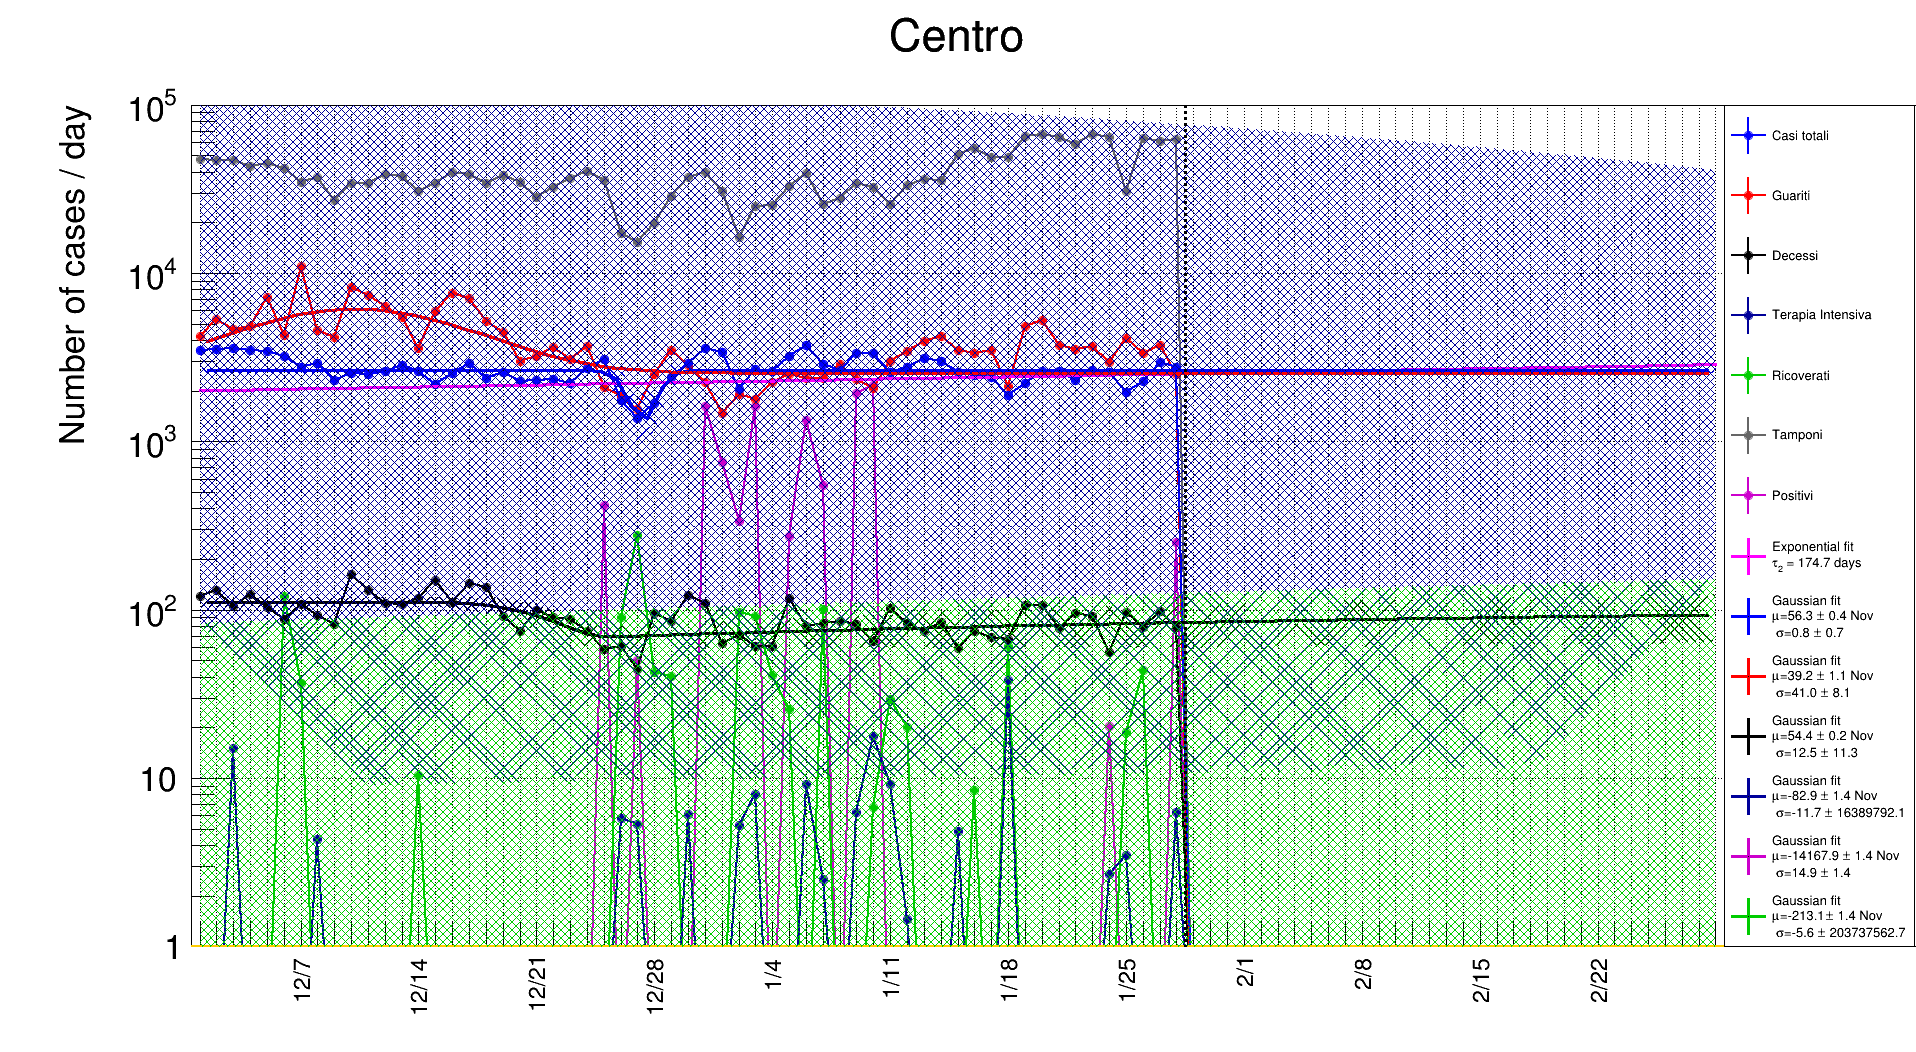 Centro
Number of cases / day
10^5
10^4
10^3
10^2
10
1
12/7
12/14
12/21
12/28
1/4
1/11
1/18
1/25
2/1
2/8
2/15
2/22
Casi totali
Guariti
Decessi
Terapia Intensiva
Ricoverati
Tamponi
Positivi
Exponential fit
τ₂ = 174.7 days
Gaussian fit
μ=56.3 ± 0.4 Nov
σ=0.8 ± 0.7
Gaussian fit
μ=39.2 ± 1.1 Nov
σ=41.0 ± 8.1
Gaussian fit
μ=54.4 ± 0.2 Nov
σ=12.5 ± 11.3
Gaussian fit
μ=-82.9 ± 1.4 Nov
σ=-11.7 ± 16389792.1
Gaussian fit
μ=-14167.9 ± 1.4 Nov
σ=14.9 ± 1.4
Gaussian fit
μ=-213.1 ± 1.4 Nov
σ=-5.6 ± 203737562.7